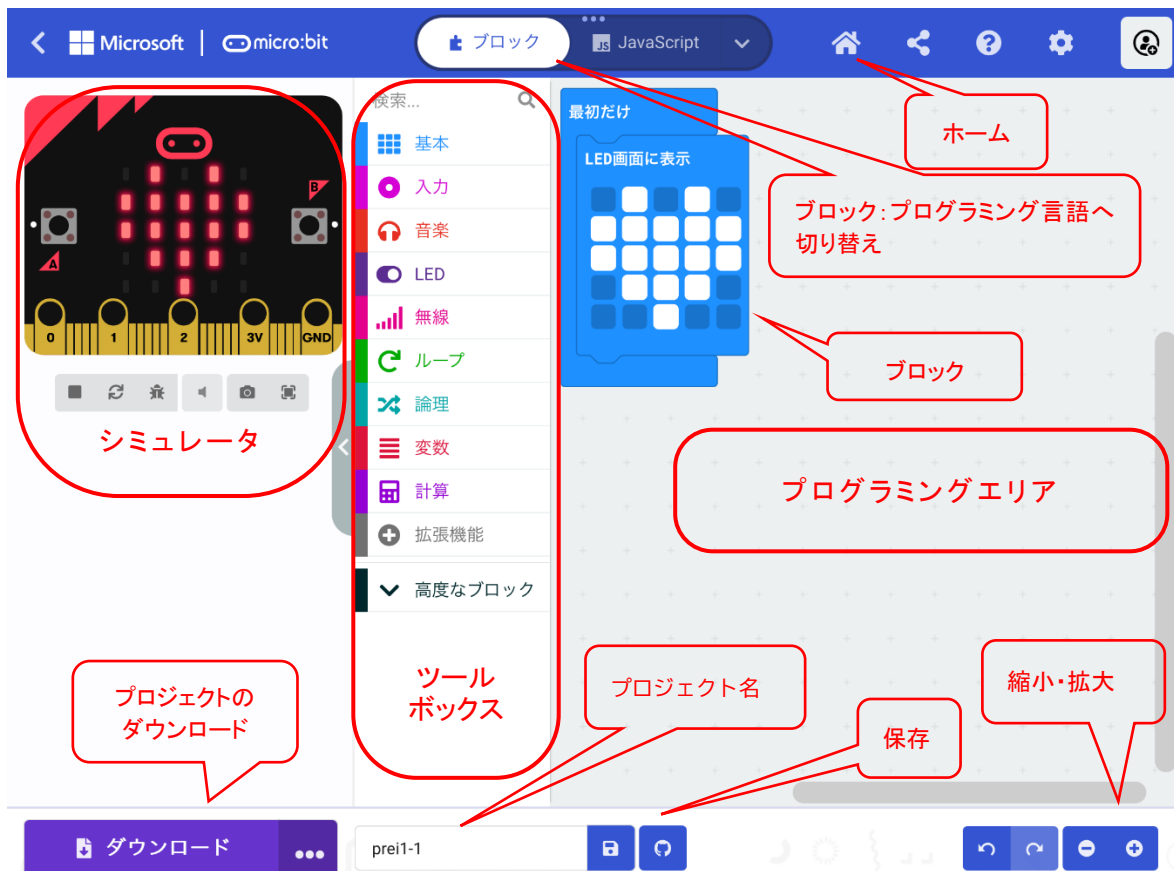 Microsoft
micro:bit
ブロック
JS JavaScript
検索...
基本
入力
音楽
LED
無線
ループ
論理
変数
計算
拡張機能
高度なブロック
B
A
0 1 2 3V GND
シミュレータ
最初だけ
LED画面に表示
ホーム
ブロック:プログラミング言語へ
切り替え
ブロック
プログラミングエリア
ツール
ボックス
プロジェクトの
ダウンロード
プロジェクト名
保存
縮小・拡大
ダウンロード
prei1-1